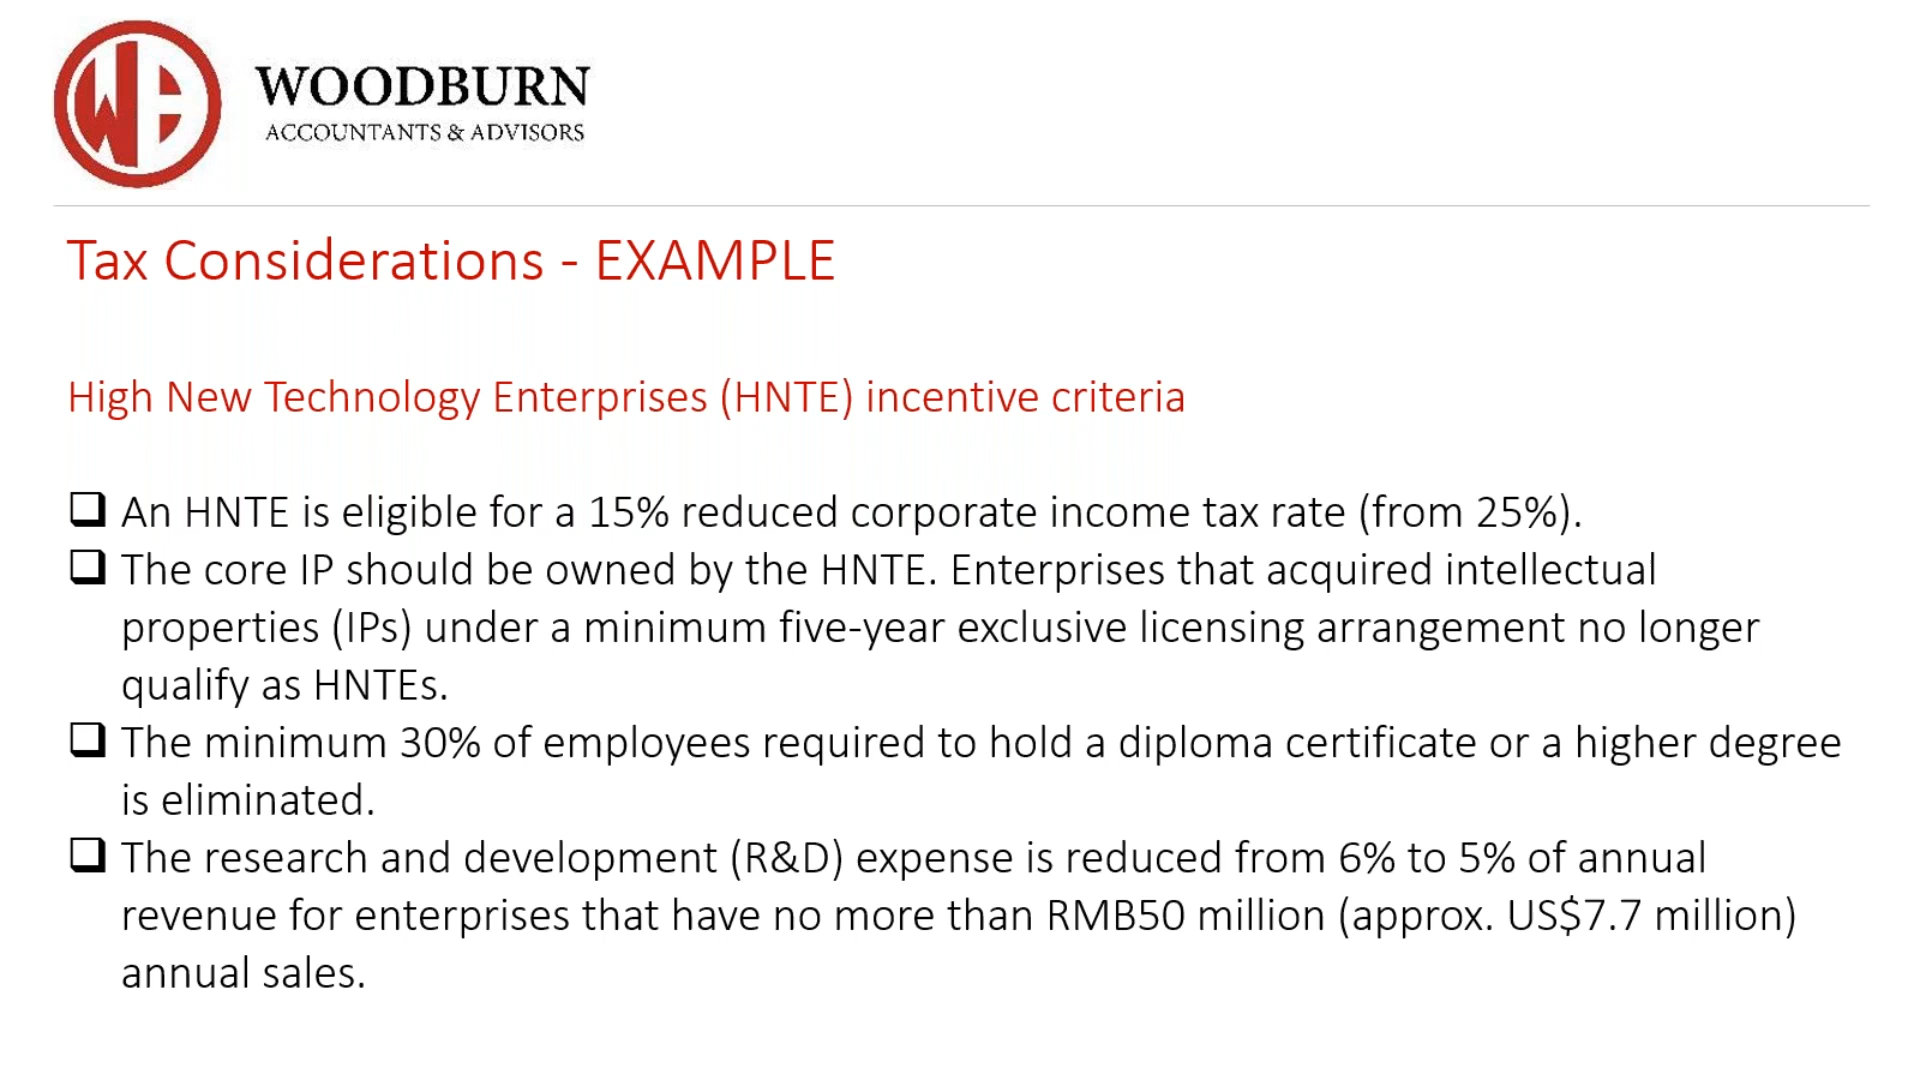 WOODBURN
ACCOUNTANTS & ADVISORS
Tax Considerations - EXAMPLE
High New Technology Enterprises (HNTE) incentive criteria
❑ An HNTE is eligible for a 15% reduced corporate income tax rate (from 25%).
❑ The core IP should be owned by the HNTE. Enterprises that acquired intellectual
properties (IPs) under a minimum five-year exclusive licensing arrangement no longer
qualify as HNTEs.
❑ The minimum 30% of employees required to hold a diploma certificate or a higher degree
is eliminated.
❑ The research and development (R&D) expense is reduced from 6% to 5% of annual
revenue for enterprises that have no more than RMB50 million (approx. US$7.7 million)
annual sales.